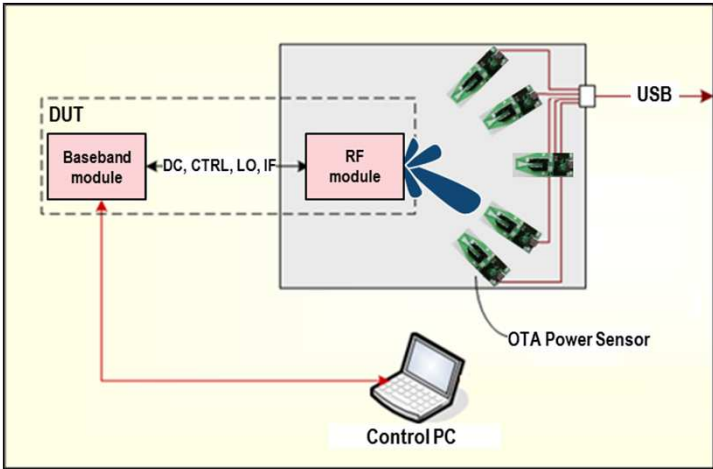 DUT
Baseband
module
DC, CTRL, LO, IF
RF
module
USB
OTA Power Sensor
Control PC